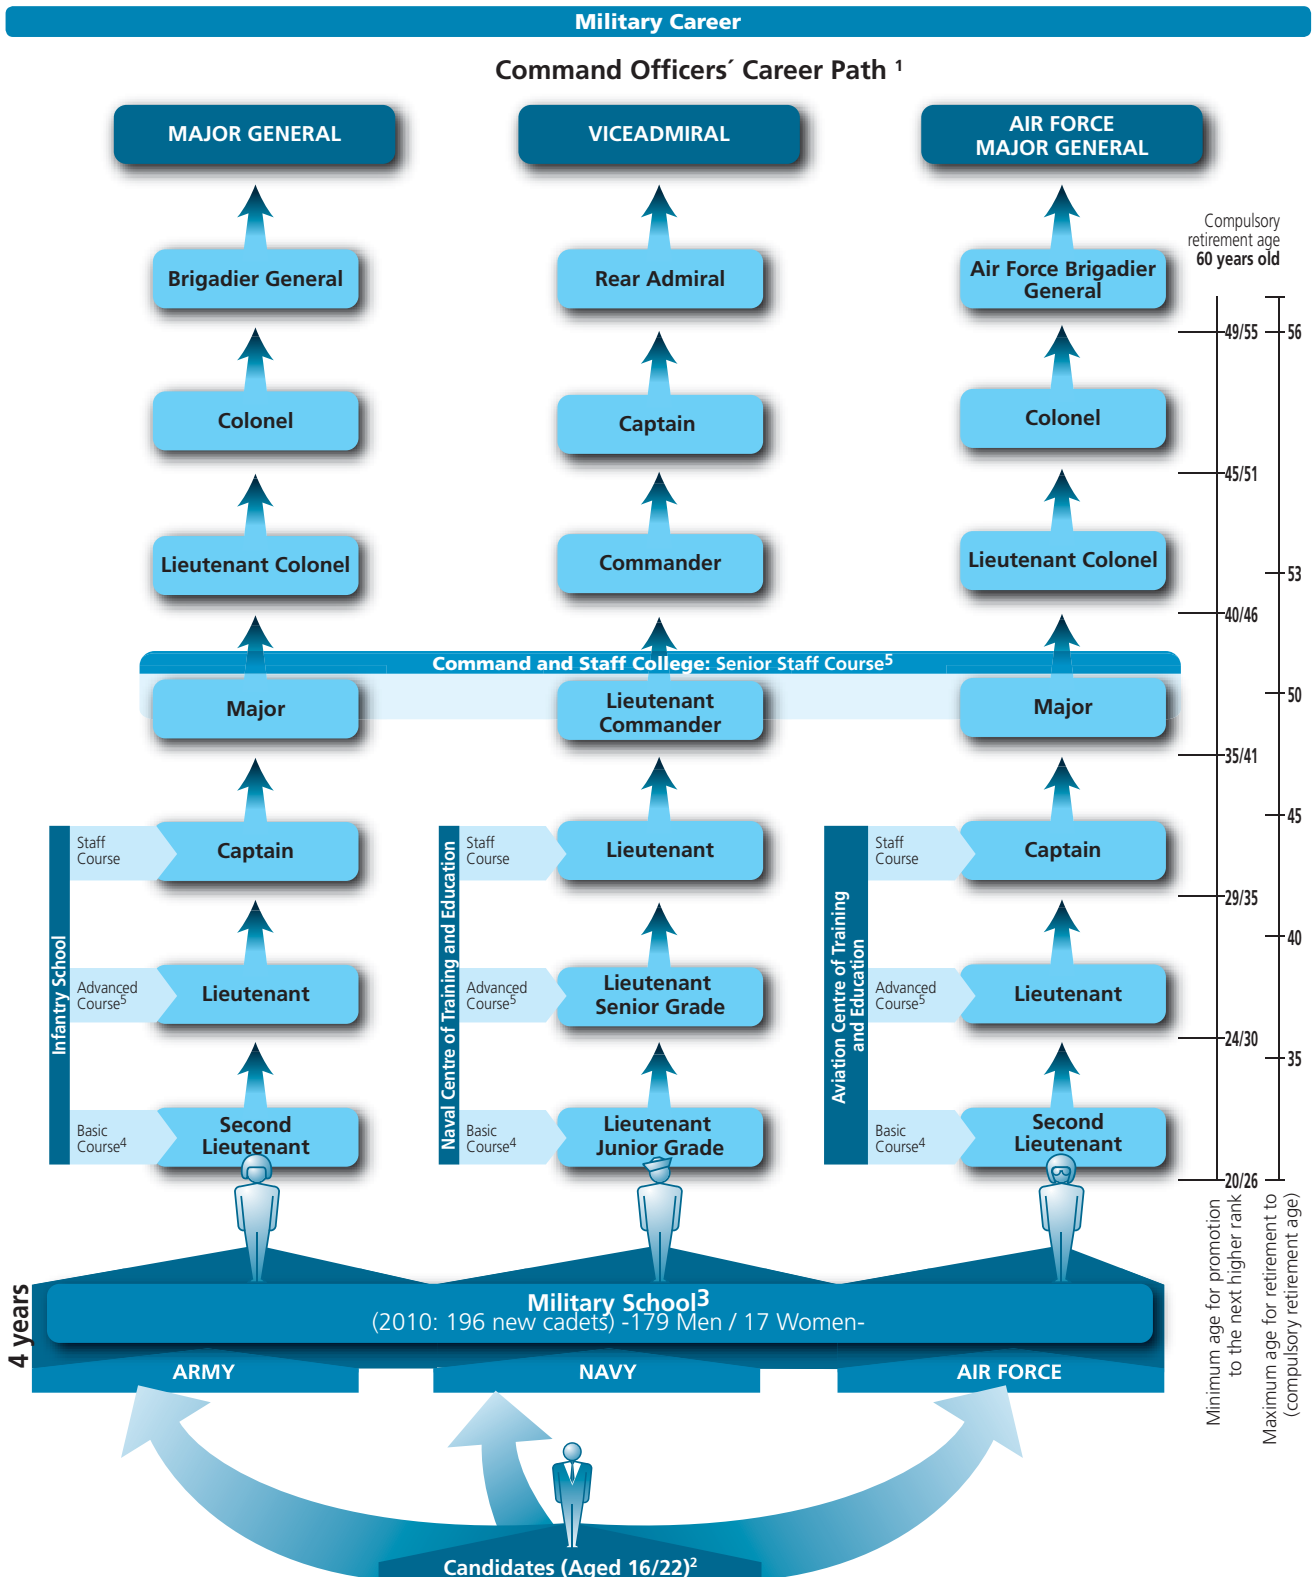 Military Career
Command Officers´ Career Path 1
MAJOR GENERAL
VICEADMIRAL
AIR FORCE
MAJOR GENERAL
Compulsory
retirement age
60 years old
Brigadier General
Rear Admiral
Air Force Brigadier
General
49/55
56
Colonel
Captain
Colonel
45/51
Lieutenant Colonel
Commander
Lieutenant Colonel
53
40/46
Command and Staff College: Senior Staff Course5
Major
Lieutenant
Commander
Major
50
35/41
45
Infantry School
Staff
Course
Captain
Naval Centre of Training and Education
Staff
Course
Lieutenant
Aviation Centre of Training
and Education
Staff
Course
Captain
29/35
40
Advanced
Course5
Lieutenant
Advanced
Course5
Lieutenant
Senior Grade
Advanced
Course5
Lieutenant
24/30
35
Basic
Course4
Second
Lieutenant
Basic
Course4
Lieutenant
Junior Grade
Basic
Course4
Second
Lieutenant
20/26
Minimum age for promotion
to the next higher rank
Maximum age for retirement to
(compulsory retirement age)
4 years
Military School3
(2010: 196 new cadets) -179 Men / 17 Women-
ARMY
NAVY
AIR FORCE
Candidates (Aged 16/22)2